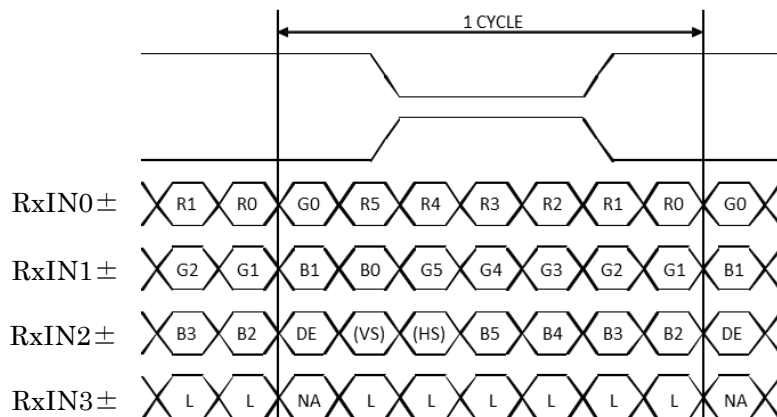 1 CYCLE
RxIN0± R1 R0 G0 R5 R4 R3 R2 R1 R0 G0
RxIN1± G2 G1 B1 B0 G5 G4 G3 G2 G1 B1
RxIN2± B3 B2 DE (VS) (HS) B5 B4 B3 B2 DE
RxIN3± L L NA L L L L L L NA